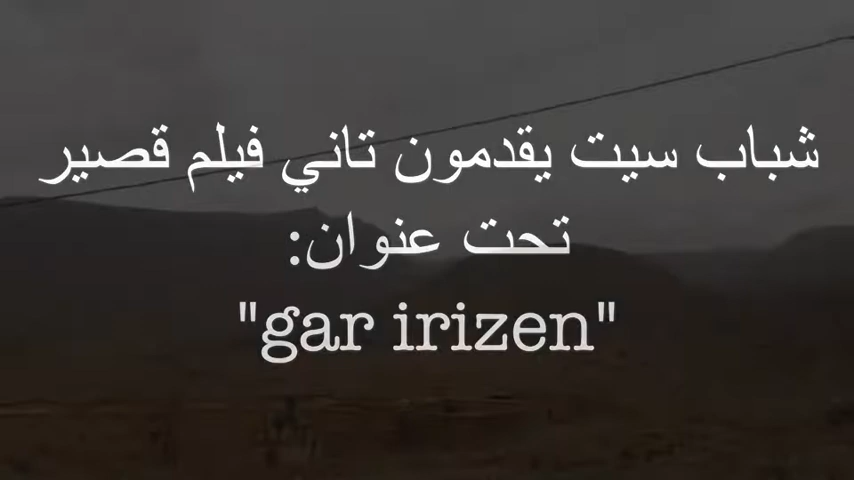 شباب سيت يقدمون تاني فيلم قصير
تحت عنوان:
"gar irizen"